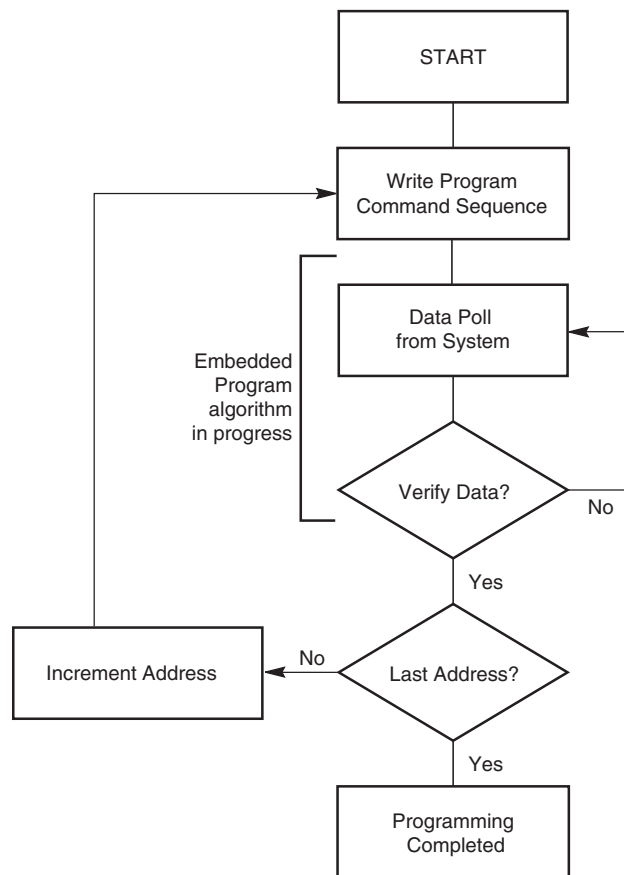 START
Write Program
Command Sequence
Data Poll
from System
Embedded
Program
algorithm
in progress
Verify Data?
No
Yes
Increment Address
No
Last Address?
Yes
Programming
Completed